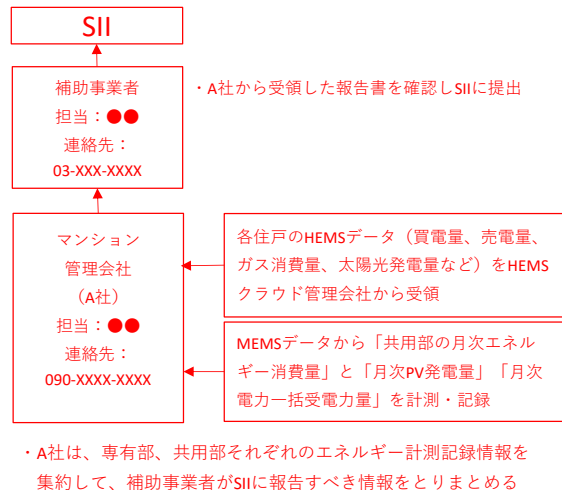 SII
補助事業者
担当：●●
連絡先：
03-XXX-XXXX
・A社から受領した報告書を確認しSIIに提出
マンション
管理会社
（A社）
担当：●●
連絡先：
090-XXXX-XXXX
各住戸のHEMSデータ（買電量、売電量、
ガス消費量、太陽光発電量など）をHEMS
クラウド管理会社から受領
MEMSデータから「共用部の月次エネル
ギー消費量」と「月次PV発電量」「月次
電力一括受電力量」を計測・記録
・A社は、専有部、共用部それぞれのエネルギー計測記録情報を
集約して、補助事業者がSIIに報告すべき情報をとりまとめる